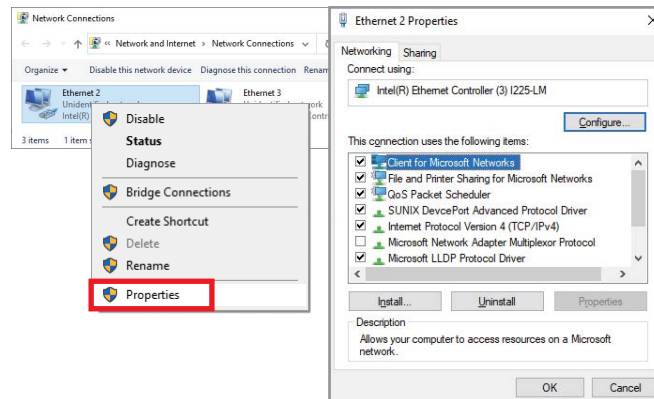 Network Connections
« Network and Internet › Network Connections
Organize
Disable this network device
Diagnose this connection
Ethernet 2
Intel(R)
Ethernet 3
3 items
Disable
Status
Diagnose
Bridge Connections
Create Shortcut
Delete
Rename
Properties
Ethernet 2 Properties
Networking
Sharing
Connect using:
Intel(R) Ethernet Controller (3) I225-LM
Configure...
This connection uses the following items:
Client for Microsoft Networks
File and Printer Sharing for Microsoft Networks
QoS Packet Scheduler
SUNIX DevcePort Advanced Protocol Driver
Internet Protocol Version 4 (TCP/IPv4)
Microsoft Network Adapter Multiplexor Protocol
Microsoft LLDP Protocol Driver
Install...
Uninstall
Properties
Description
Allows your computer to access resources on a Microsoft
network.
OK
Cancel